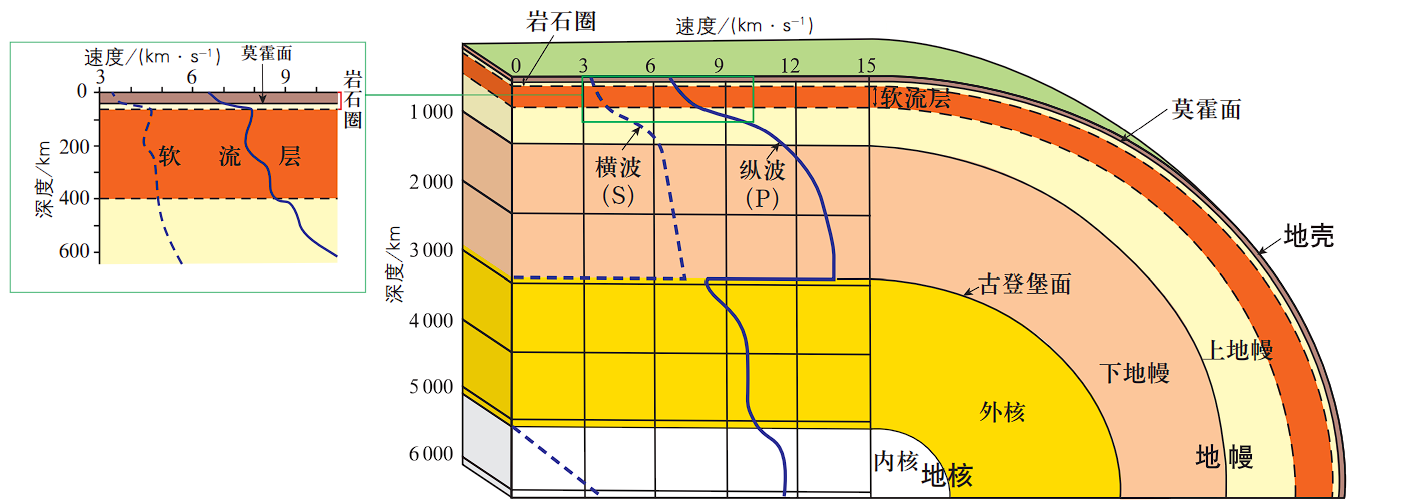 速度/(km · s⁻¹)
莫霍面
3
6
9
岩石圈
0
200
400
600
深度/km
软 流 层
岩石圈
速度/(km · s⁻¹)
0
3
6
9
12
15
软流层
莫霍面
1 000
2 000
3 000
4 000
5 000
6 000
深度/km
横波
(S)
纵波
(P)
地壳
古登堡面
上地幔
下地幔
外核
地幔
内核
地核